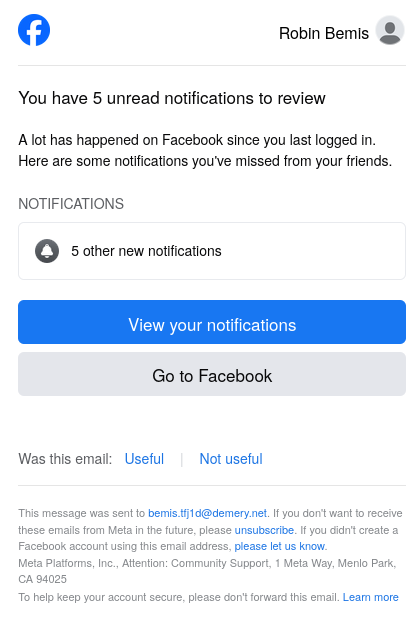 Robin Bemis
You have 5 unread notifications to review
A lot has happened on Facebook since you last logged in.
Here are some notifications you've missed from your friends.
NOTIFICATIONS
5 other new notifications
View your notifications
Go to Facebook
Was this email: Useful | Not useful
This message was sent to bemis.tfj1d@demery.net. If you don't want to receive
these emails from Meta in the future, please unsubscribe. If you didn't create a
Facebook account using this email address, please let us know.
Meta Platforms, Inc., Attention: Community Support, 1 Meta Way, Menlo Park,
CA 94025
To help keep your account secure, please don't forward this email. Learn more